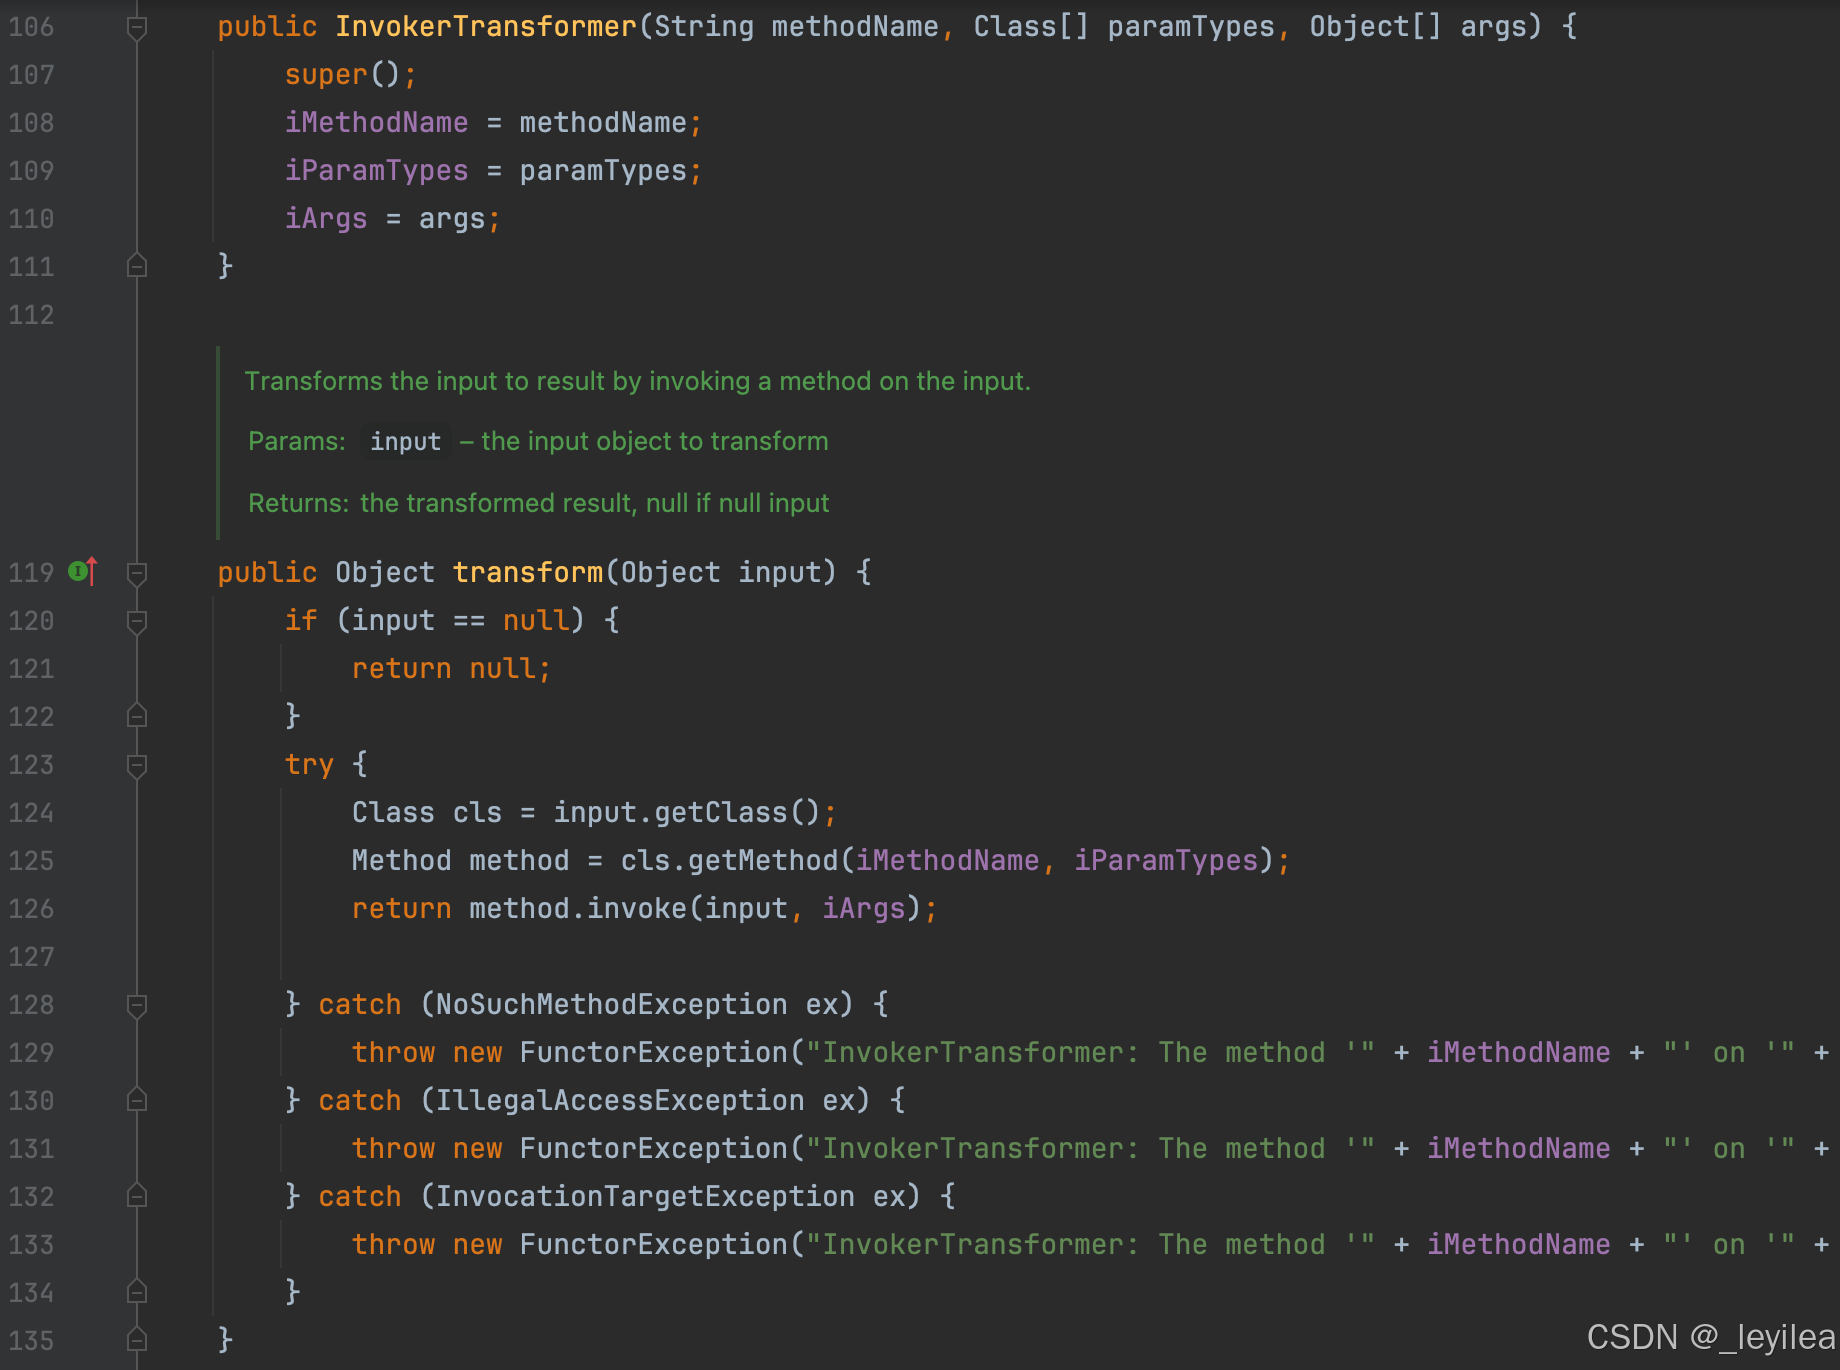 106 public InvokerTransformer(String methodName, Class[] paramTypes, Object[] args) {
107 super();
108 iMethodName = methodName;
109 iParamTypes = paramTypes;
110 iArgs = args;
111 }
112
Transforms the input to result by invoking a method on the input.
Params: input – the input object to transform
Returns: the transformed result, null if null input
119 public Object transform(Object input) {
120 if (input == null) {
121 return null;
122 }
123 try {
124 Class cls = input.getClass();
125 Method method = cls.getMethod(iMethodName, iParamTypes);
126 return method.invoke(input, iArgs);
127
128 } catch (NoSuchMethodException ex) {
129 throw new FunctorException("InvokerTransformer: The method '" + iMethodName + "' on '" +
130 } catch (IllegalAccessException ex) {
131 throw new FunctorException("InvokerTransformer: The method '" + iMethodName + "' on '" +
132 } catch (InvocationTargetException ex) {
133 throw new FunctorException("InvokerTransformer: The method '" + iMethodName + "' on '" +
134 }
135 }
CSDN @_leyilea